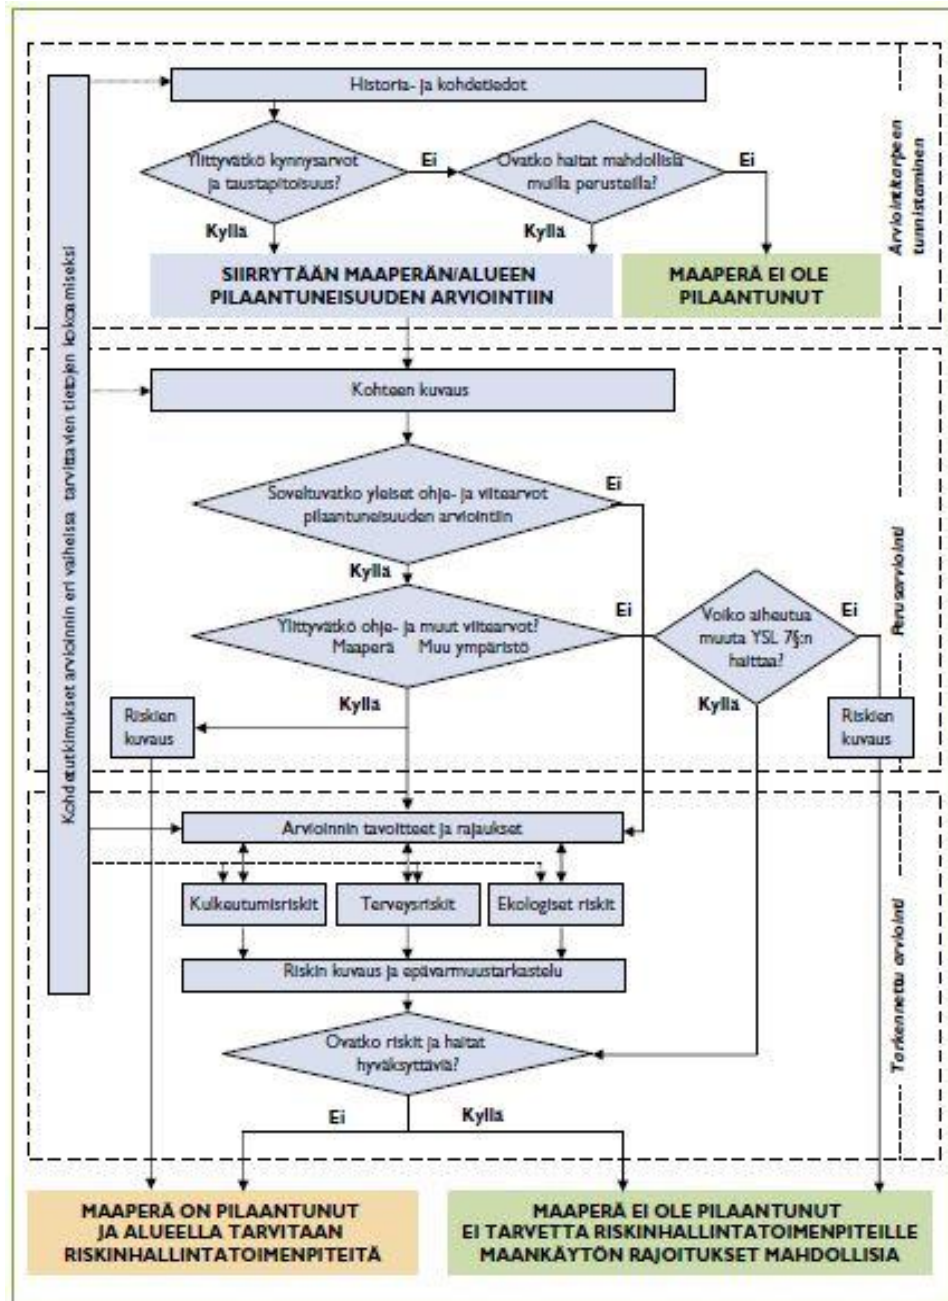 Historia- ja kohdetiedot
Ylittyvätkö kynnysarvot
ja taustapitoisuus?
Ei
Ovatko haitat mahdollisia
muilla perusteilla?
Ei
Kyllä
Kyllä
SIIRRYTÄÄN MAAPERÄN/ALUEEN
PILAANTUNEISUUDEN ARVIOINTIIN
MAAPERÄ EI OLE
PILAANTUNUT
Arviointitarpeen
tunnistaminen
Kohdetutkimukset arvioinnin eri vaiheissa tarvittavien tietojen kokoamiseksi
Kohteen kuvaus
Soveltuvatko yleiset ohje- ja viitearvot
pilaantuneisuuden arviointiin
Ei
Kyllä
Ylittyvätkö ohje- ja muut viitearvot?
Maaperä Muu ympäristö
Ei
Voiko aiheutua
muuta YSL 7§:n
haittaa?
Ei
Kyllä
Kyllä
Riskien
kuvaus
Riskien
kuvaus
Perusarviointi
Arvioinnin tavoitteet ja rajaukset
Kulkeutumisriskit
Terveysriskit
Ekologiset riskit
Riskin kuvaus ja epävarmuustarkastelu
Ovatko riskit ja haitat
hyväksyttäviä?
Ei
Kyllä
Tarkennettu arviointi
MAAPERÄ ON PILAANTUNUT
JA ALUEELLA TARVITAAN
RISKINHALLINTATOIMENPITEITÄ
MAAPERÄ EI OLE PILAANTUNUT
EI TARVETTA RISKINHALLINTATOIMENPITEILLE
MAANKÄYTÖN RAJOITUKSET MAHDOLLISIA